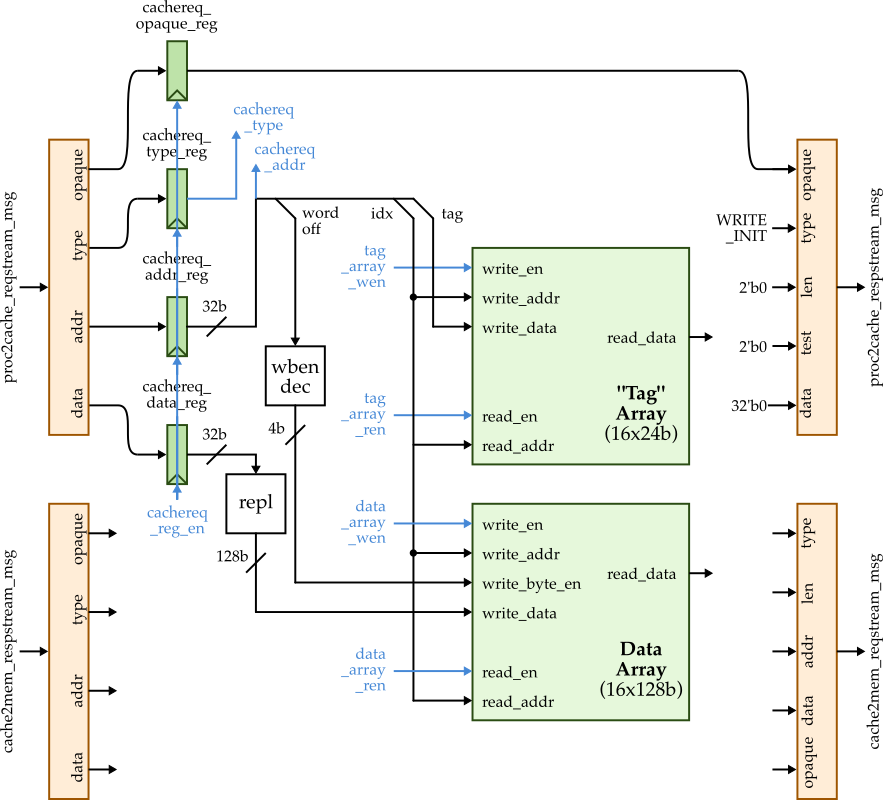 cachereq_
opaque_reg
cachereq_
type_reg
cachereq
_type
cachereq
_addr
cachereq_
addr_reg
cachereq_
data_reg
cachereq
_reg_en
proc2cache_reqstream_msg
opaque
type
addr
data
32b
32b
word
off
idx
tag
wben
dec
4b
repl
128b
tag
_array
_wen
tag
_array
_ren
write_en
write_addr
write_data
read_data
read_en
read_addr
"Tag"
Array
(16x24b)
data
_array
_wen
data
_array
_ren
write_en
write_addr
write_byte_en
write_data
read_data
read_en
read_addr
Data
Array
(16x128b)
WRITE
_INIT
2'b0
2'b0
32'b0
opaque
type
len
test
data
proc2cache_respstream_msg
cache2mem_respstream_msg
opaque
type
addr
data
type
len
addr
data
opaque
cache2mem_reqstream_msg